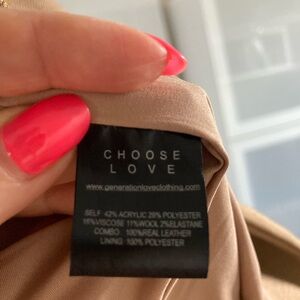 CHOOSE
LOVE
www.generationloveclothing.com
SELF 42% ACRYLIC 29% POLYESTER
16%VISCOSE 11%WOOL 2%ELASTANE
COMBO 100%REAL LEATHER
LINING 100% POLYESTER